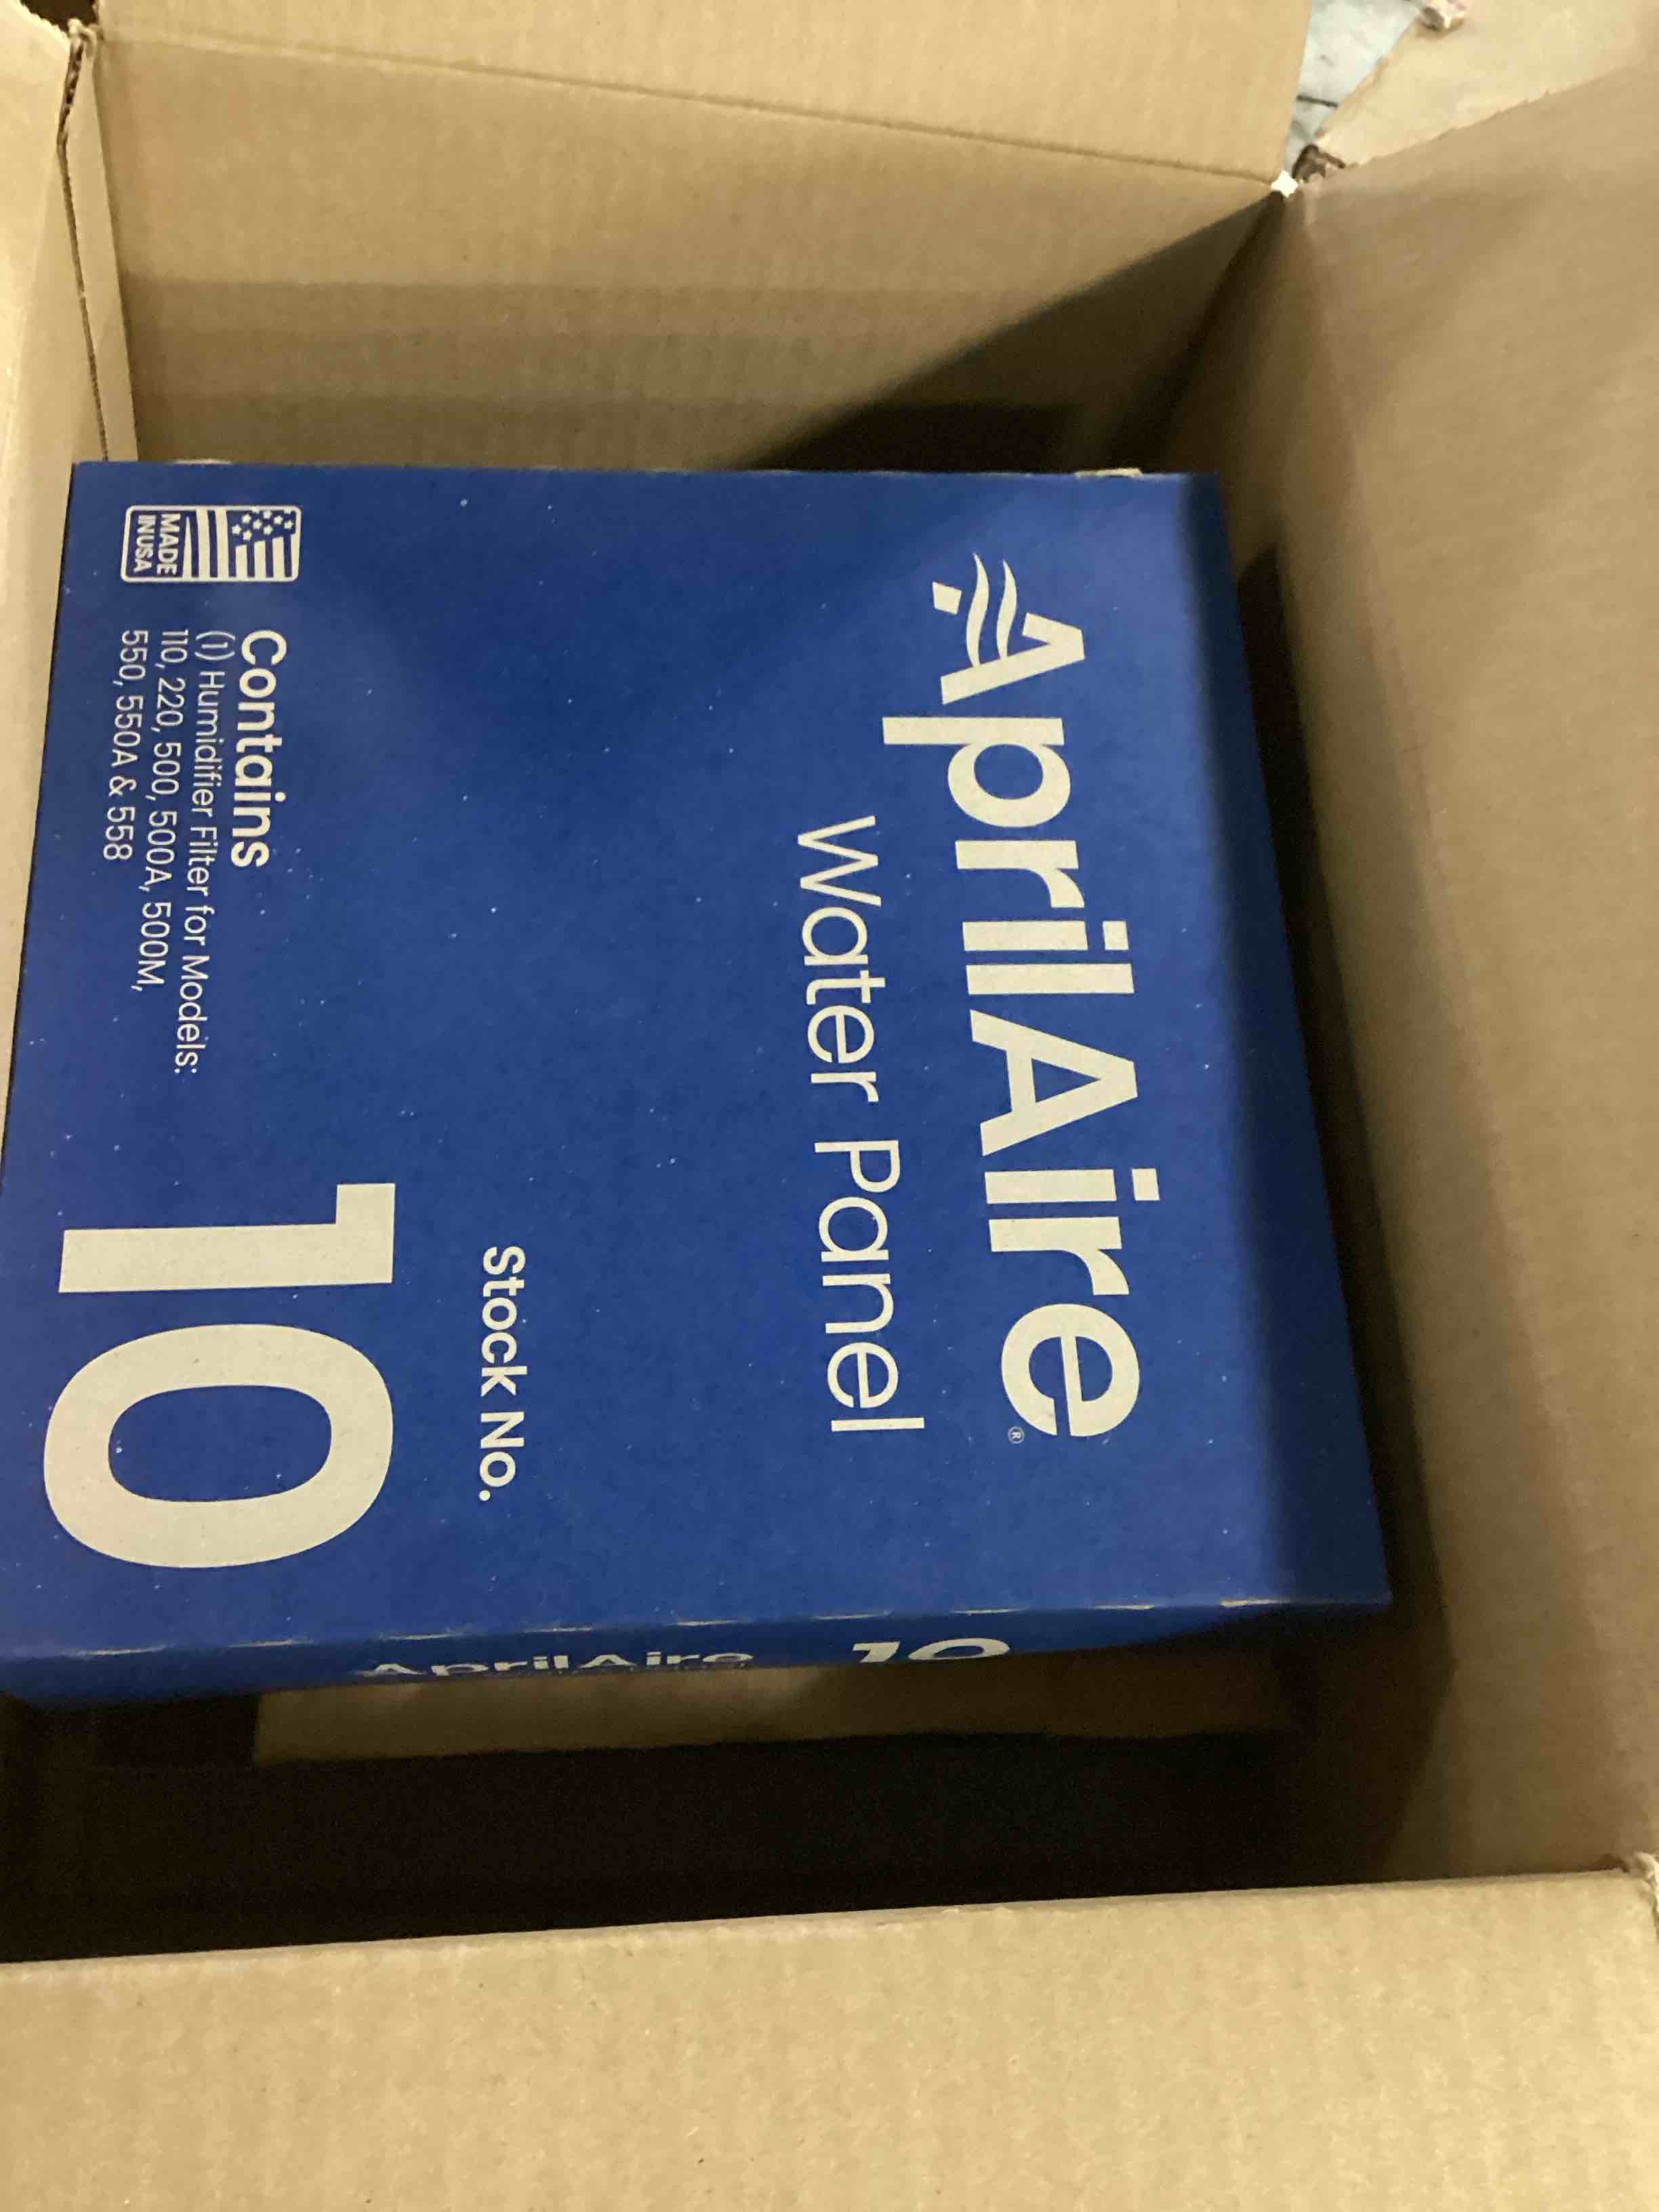 AprilAire®
Water Panel
Stock No.
10
MADE
IN USA
Contains
(1) Humidifier Filter for Models:
110, 220, 500, 500A, 500M,
550, 550A & 558
AprilAire 10